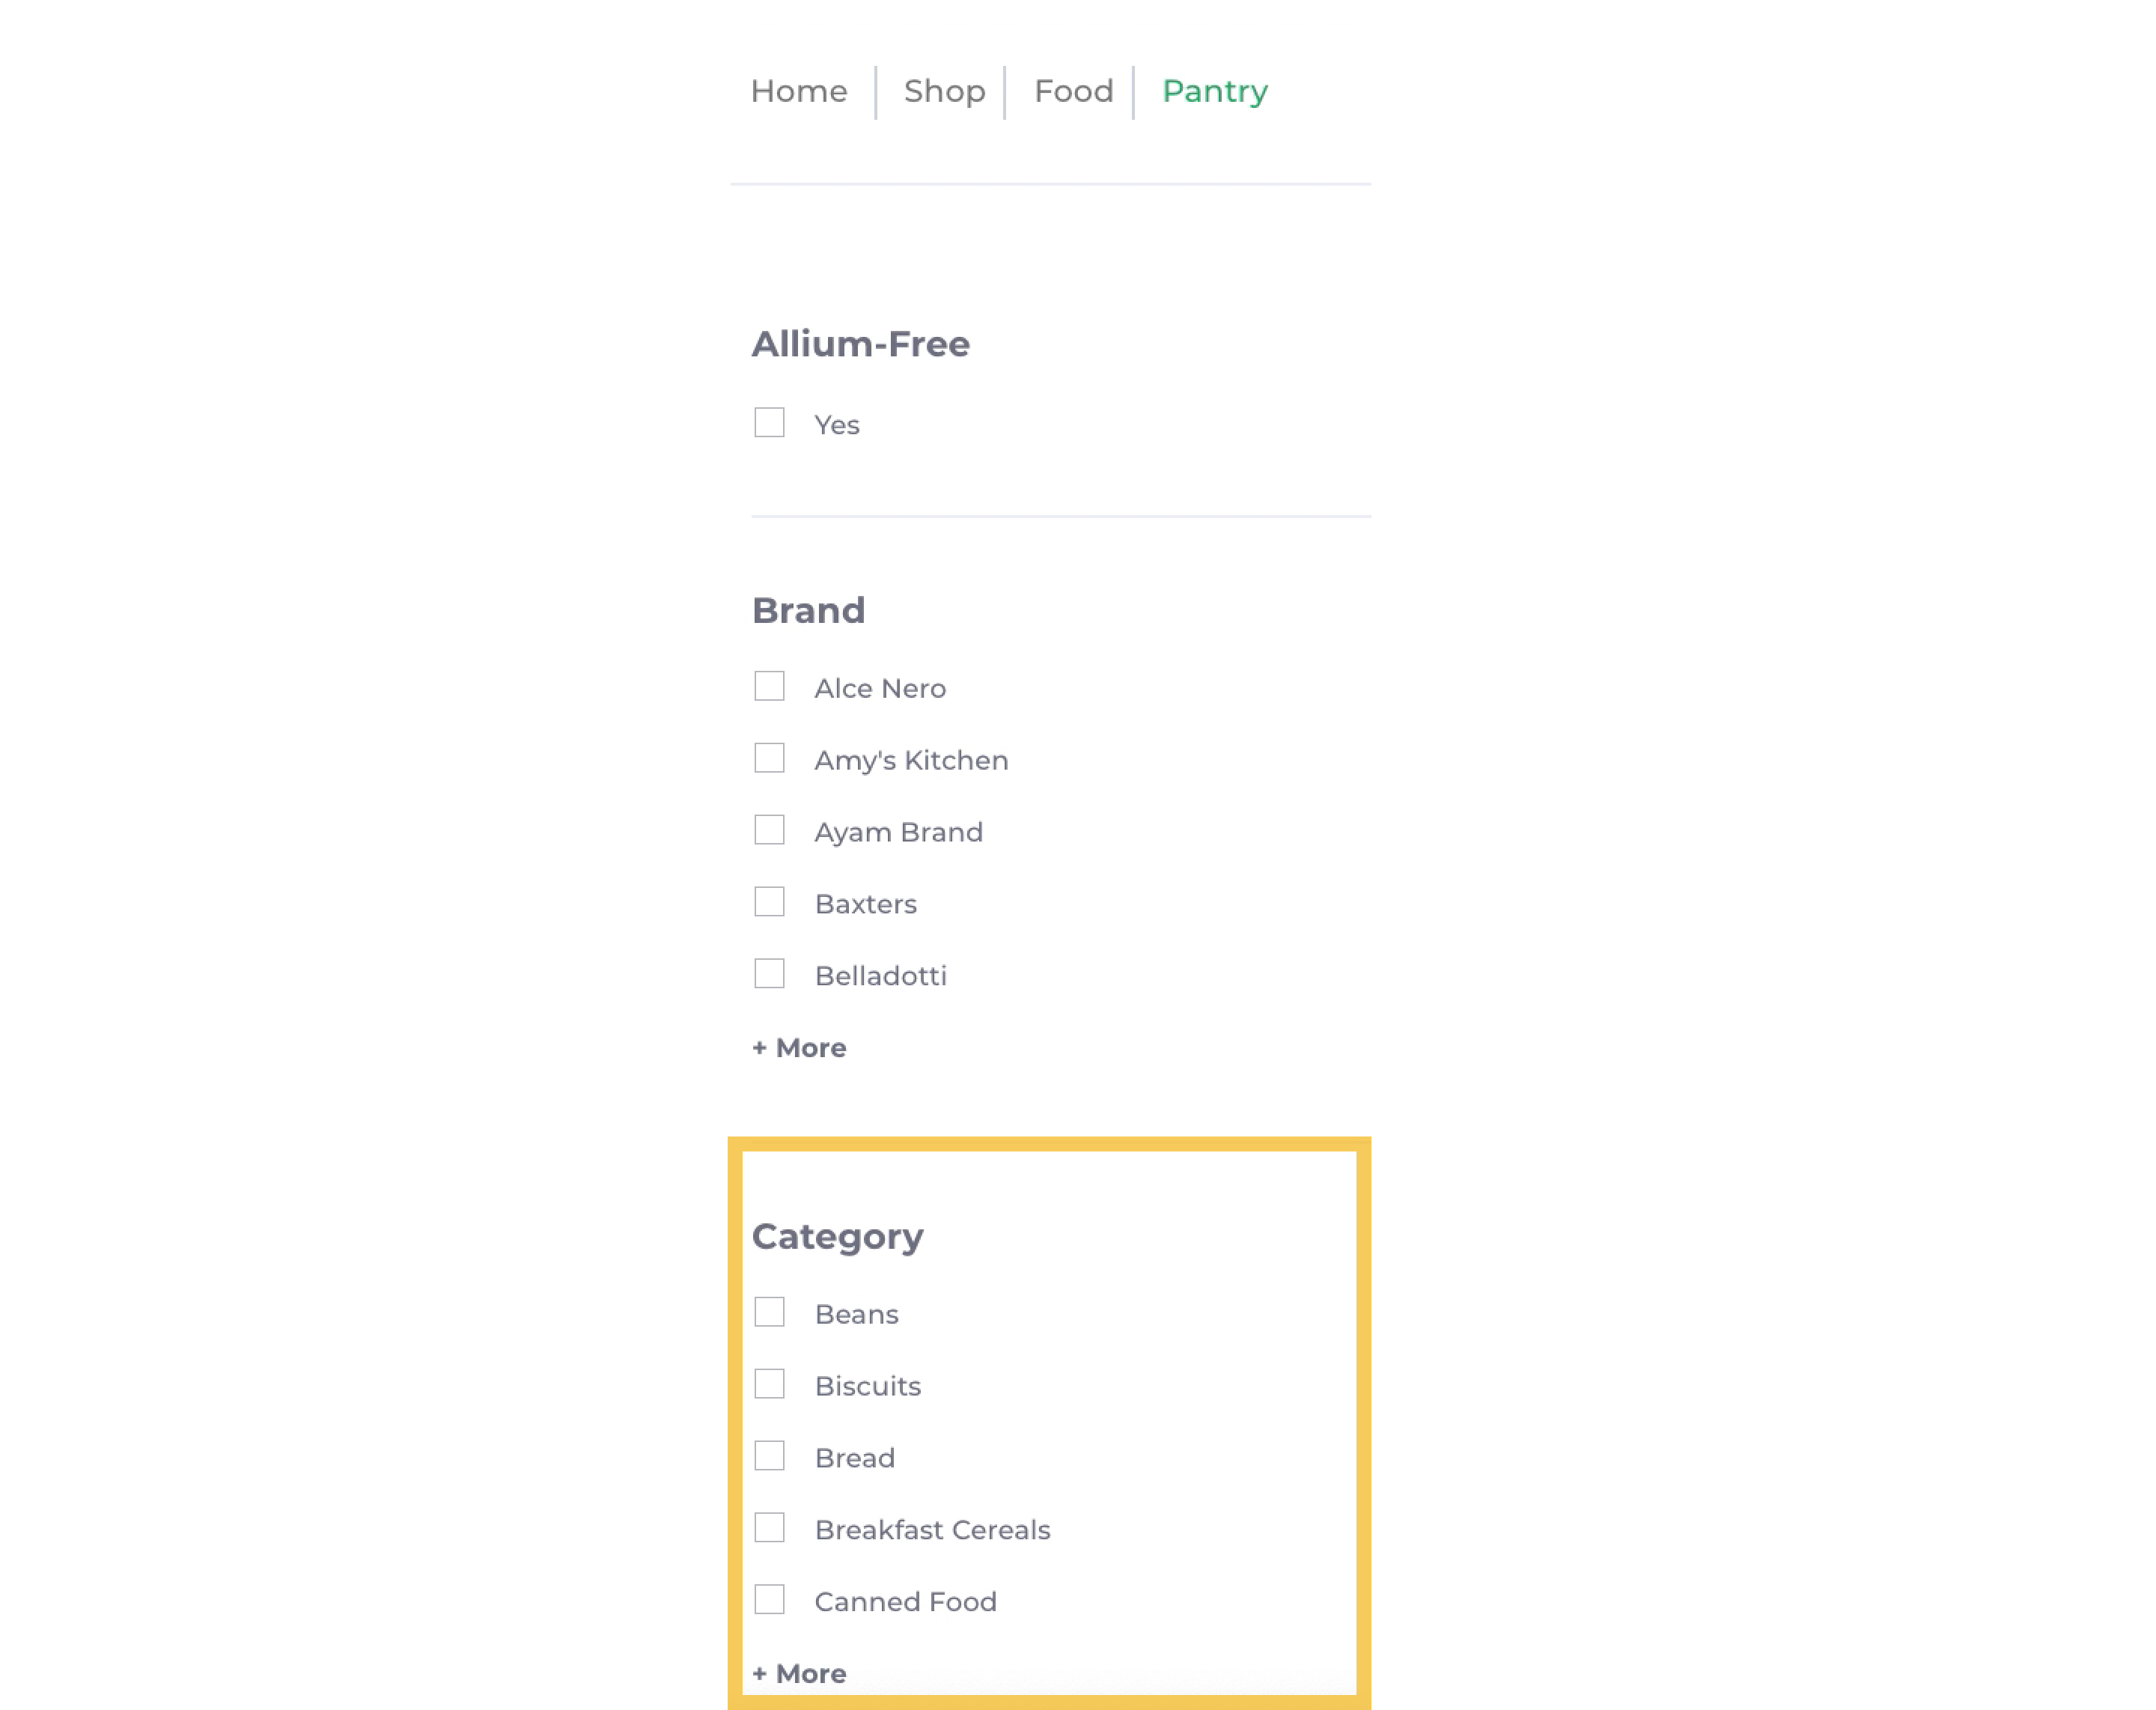 Home Shop Food Pantry
Allium-Free
Yes
Brand
Alce Nero
Amy's Kitchen
Ayam Brand
Baxters
Belladotti
+ More
Category
Beans
Biscuits
Bread
Breakfast Cereals
Canned Food
+ More